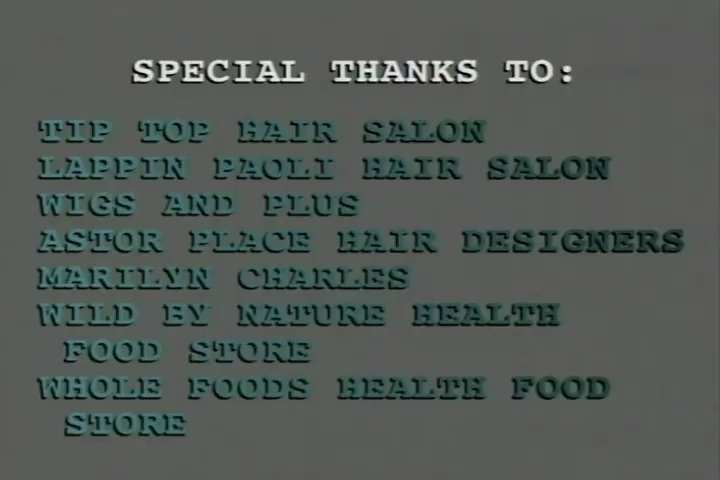 SPECIAL THANKS TO:
TIP TOP HAIR SALON
LAPPIN PAOLI HAIR SALON
WIGS AND PLUS
ASTOR PLACE HAIR DESIGNERS
MARILYN CHARLES
WILD BY NATURE HEALTH
FOOD STORE
WHOLE FOODS HEALTH FOOD
STORE